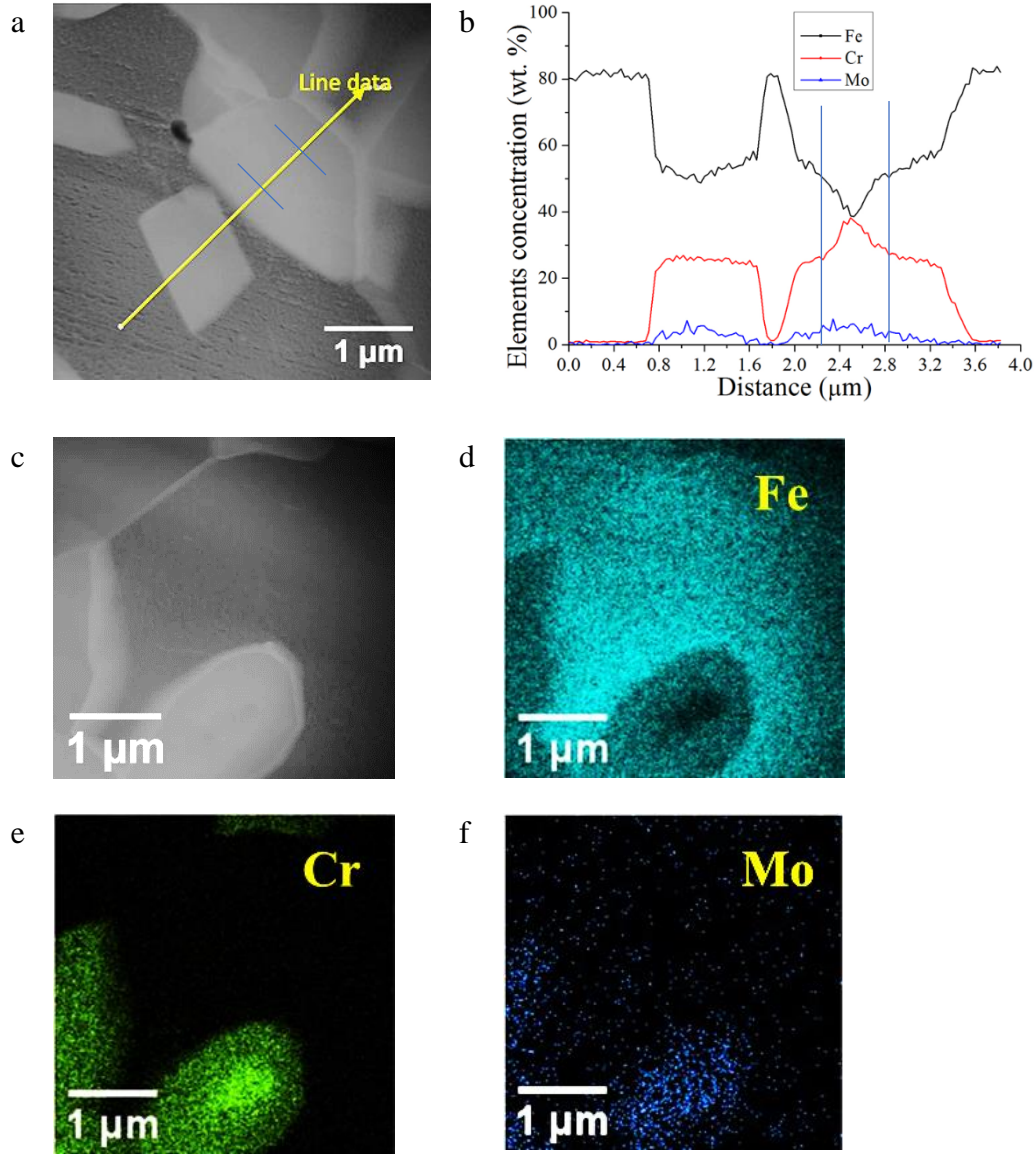 a
Line data
1 μm
b
Elements concentration (wt. %)
80
60
40
20
0
Fe
Cr
Mo
0.0 0.4 0.8 1.2 1.6 2.0 2.4 2.8 3.2 3.6 4.0
Distance (μm)
c
1 μm
d
Fe
1 μm
e
Cr
1 μm
f
Mo
1 μm